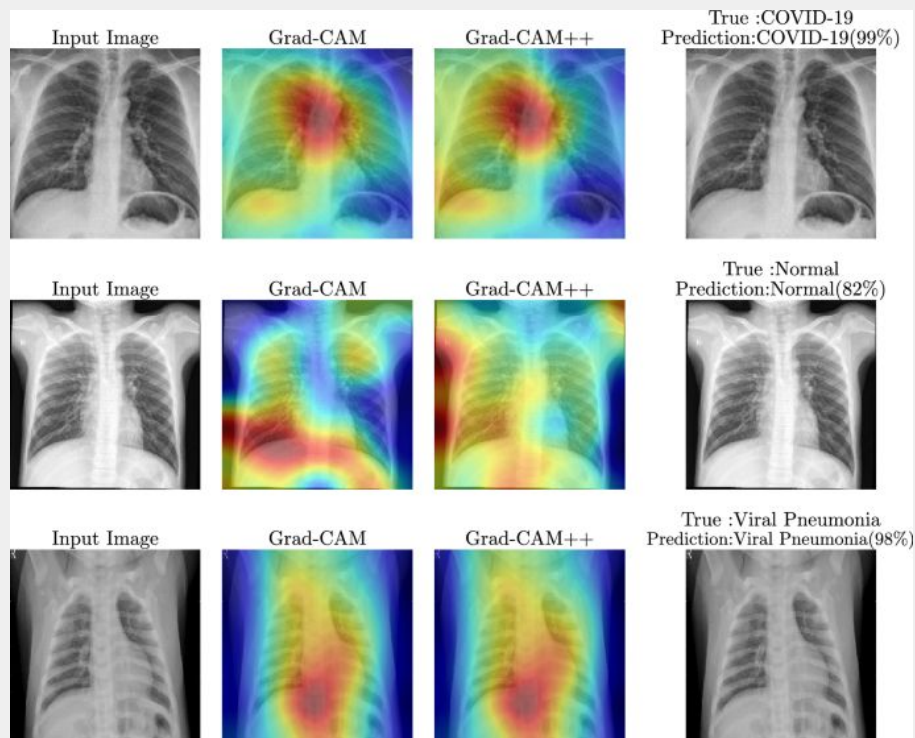 Input Image
Grad-CAM
Grad-CAM++
True :COVID-19
Prediction:COVID-19(99%)
Input Image
Grad-CAM
Grad-CAM++
True :Normal
Prediction:Normal(82%)
Input Image
Grad-CAM
Grad-CAM++
True :Viral Pneumonia
Prediction:Viral Pneumonia(98%)